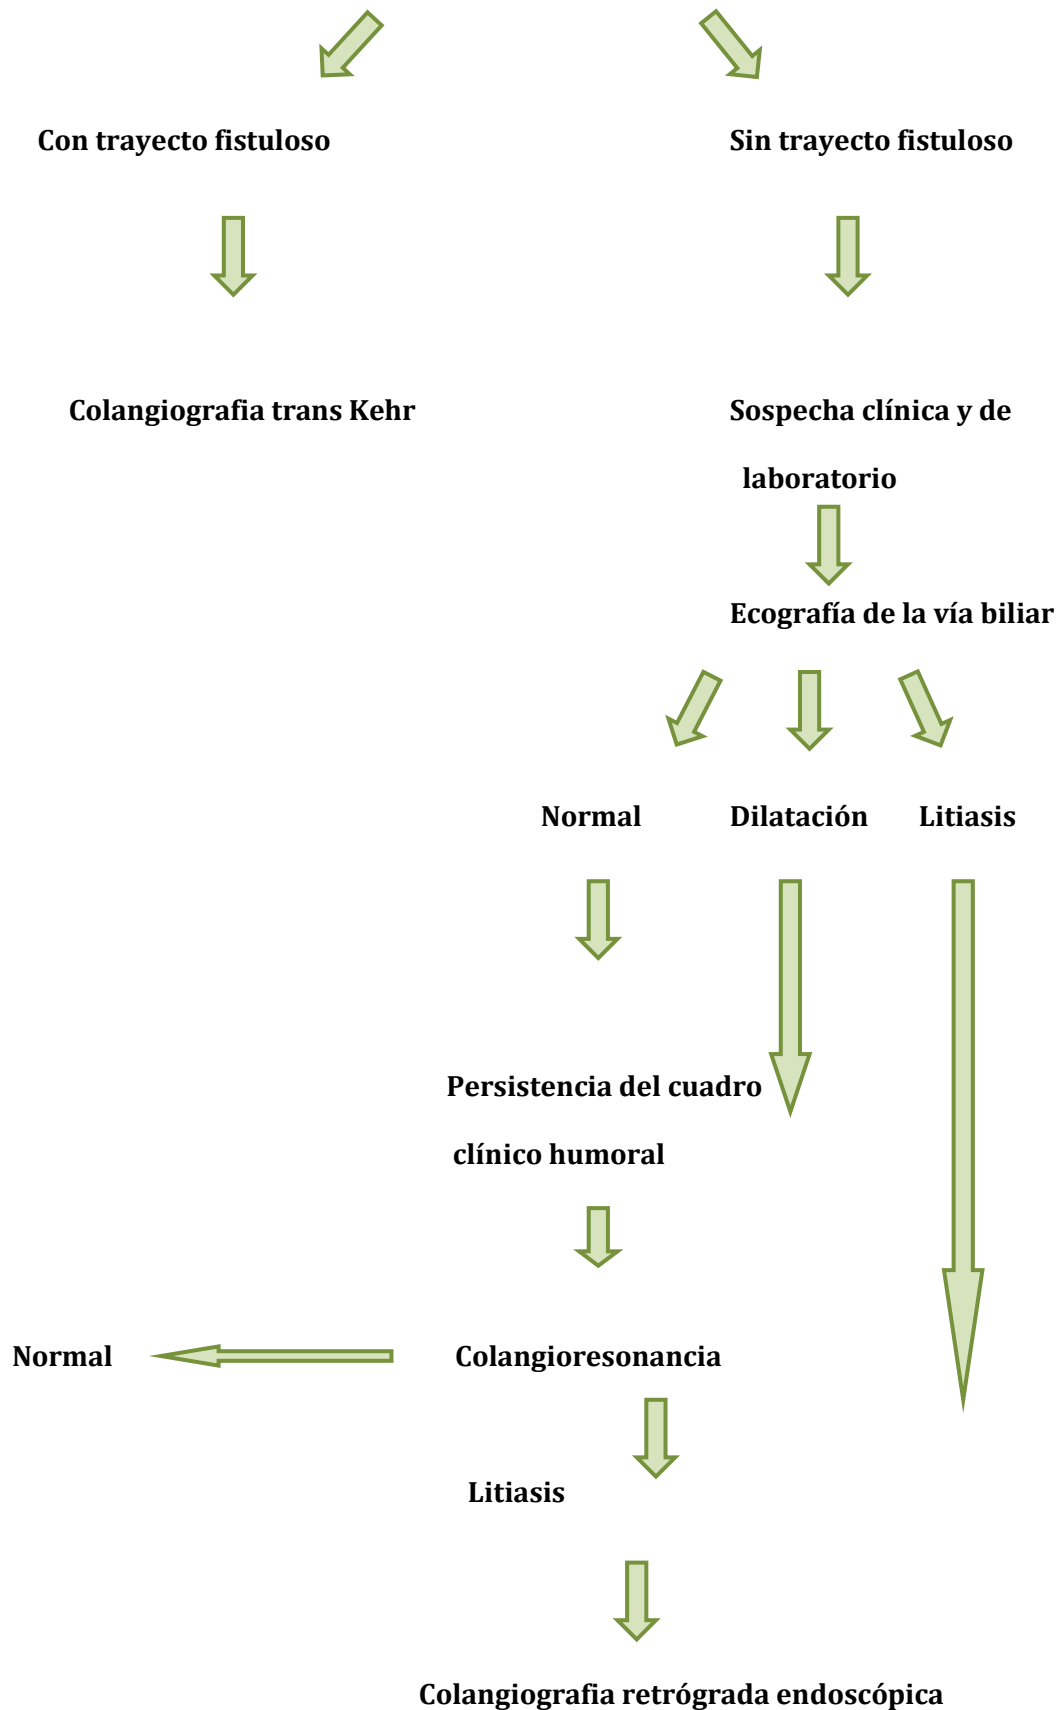 Con trayecto fistuloso
Sin trayecto fistuloso
Colangiografia trans Kehr
Sospecha clínica y de
laboratorio
Ecografía de la vía biliar
Normal
Dilatación
Litiasis
Persistencia del cuadro
clínico humoral
Normal
Colangioresonancia
Litiasis
Colangiografia retrógrada endoscópica